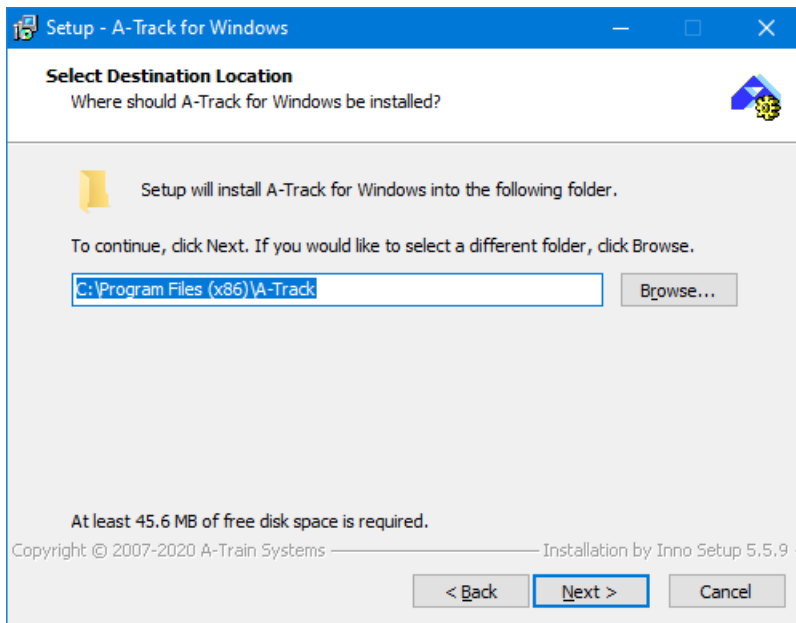 Setup - A-Track for Windows
Select Destination Location
Where should A-Track for Windows be installed?
Setup will install A-Track for Windows into the following folder.
To continue, click Next. If you would like to select a different folder, click Browse.
C:\Program Files (x86)\A-Track
Browse...
At least 45.6 MB of free disk space is required.
Copyright © 2007-2020 A-Train Systems Installation by Inno Setup 5.5.9
< Back Next > Cancel